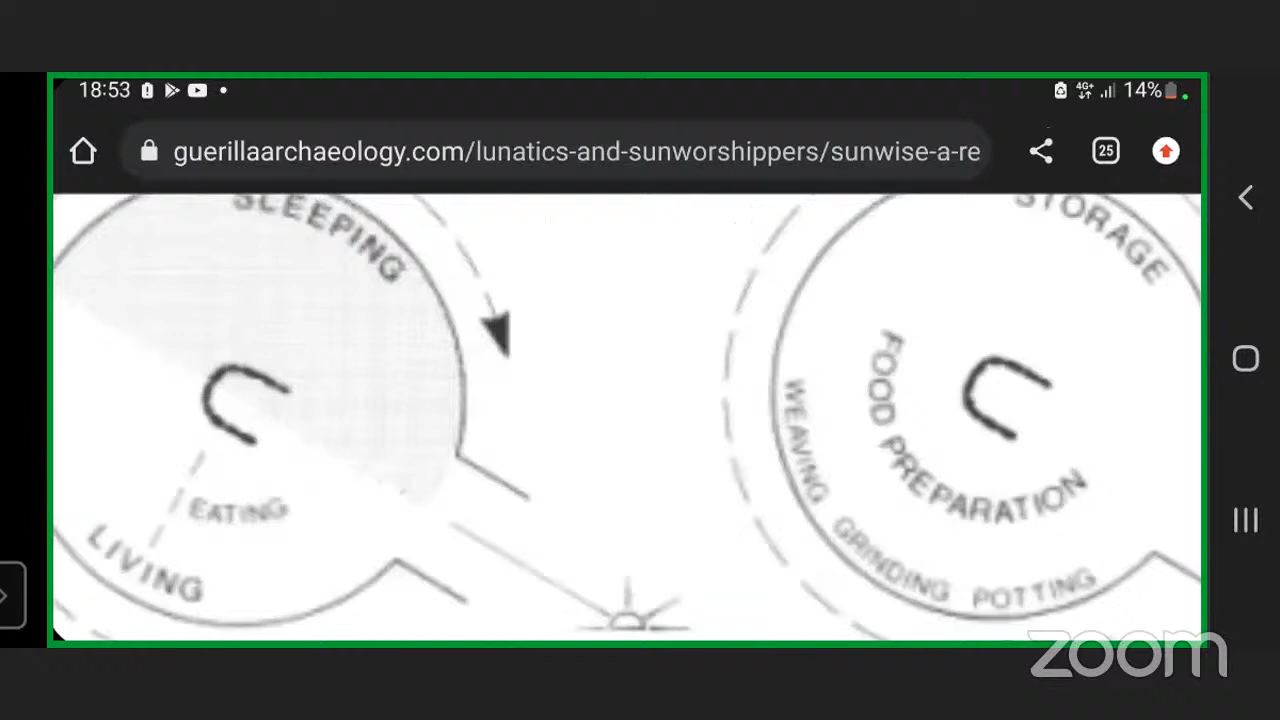 18:53
4G+
14%
guerillaarchaeology.com/lunatics-and-sunworshippers/sunwise-a-re
25
SLEEPING
STORAGE
FOOD PREPARATION
WEAVING GRINDING POTTING
EATING
LIVING
zoom